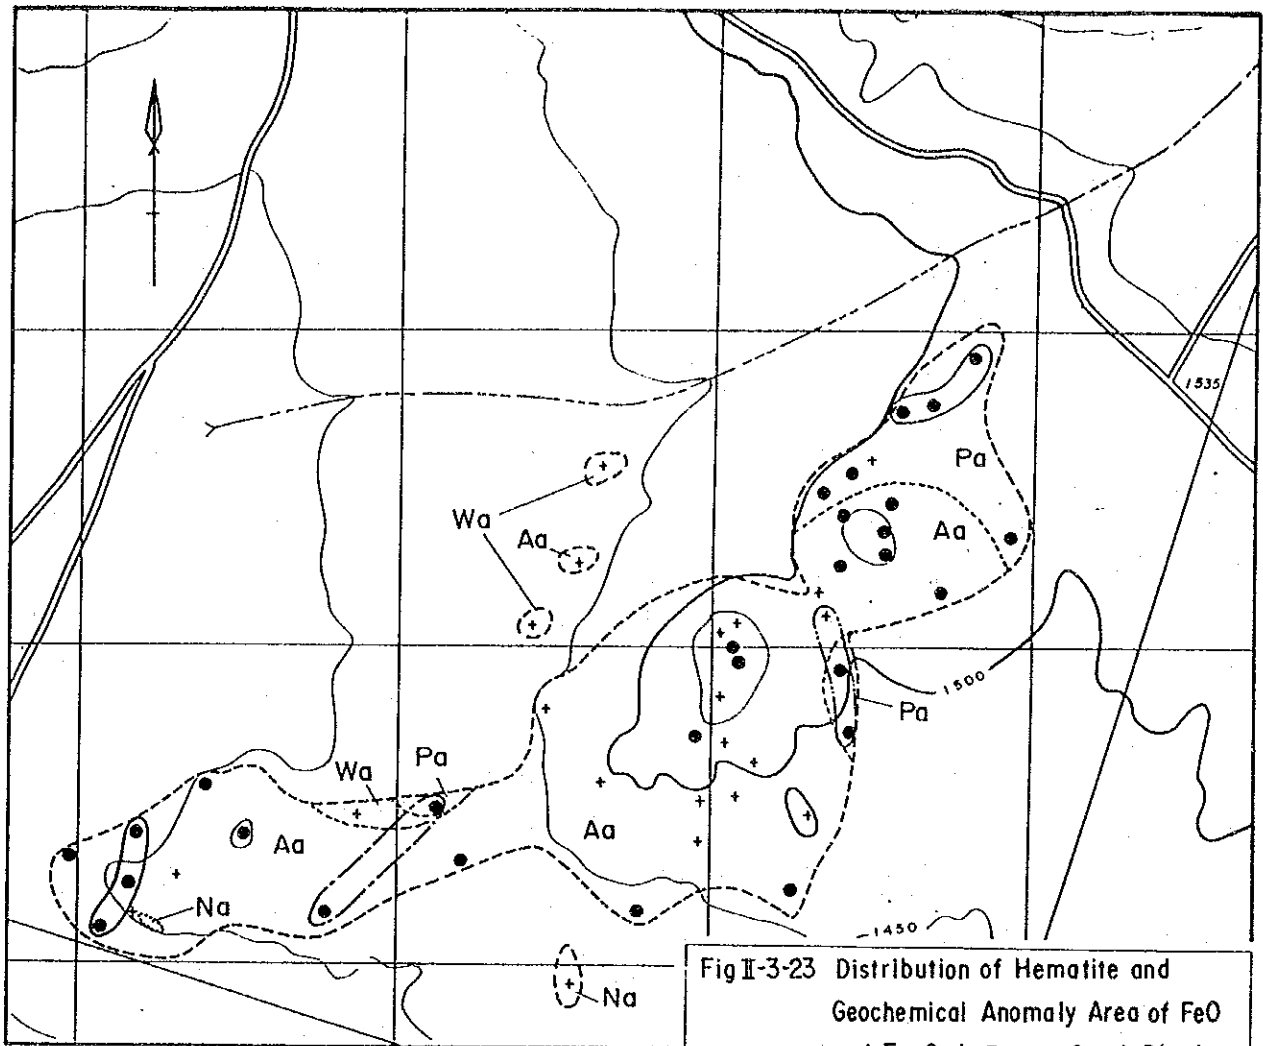 1535
Pa
Wa
Aa
Aa
1500
Pa
Wa
Pa
Aa
Aa
Na
1450
Na
Fig II-3-23 Distribution of Hematite and
Geochemical Anomaly Area of FeO